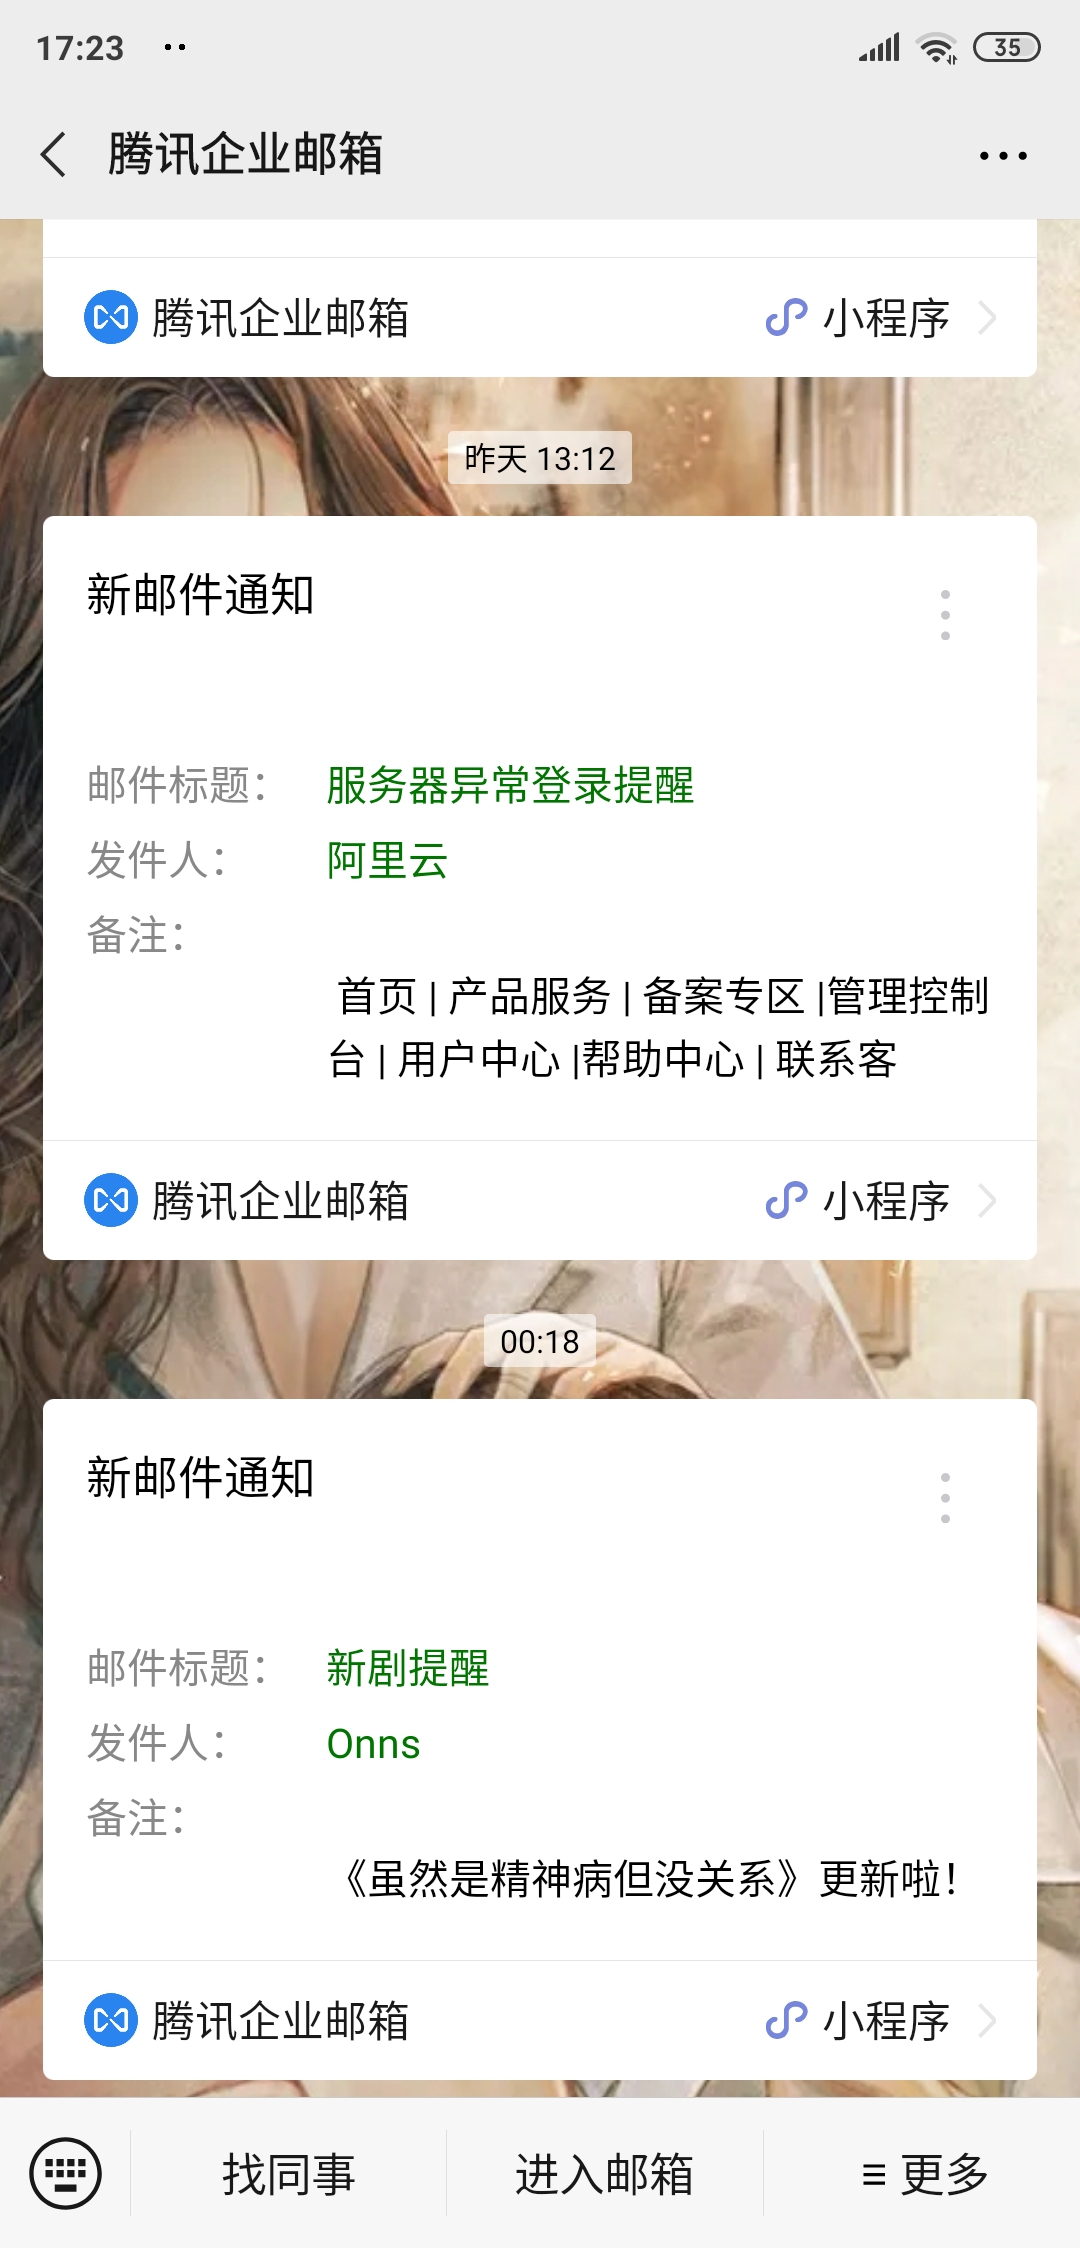 17:23
35
腾讯企业邮箱
腾讯企业邮箱 小程序
昨天 13:12
新邮件通知
邮件标题： 服务器异常登录提醒
发件人： 阿里云
备注：
首页 | 产品服务 | 备案专区 |管理控制
台 | 用户中心 |帮助中心 | 联系客
腾讯企业邮箱 小程序
00:18
新邮件通知
邮件标题： 新剧提醒
发件人： Onns
备注：
《虽然是精神病但没关系》更新啦！
腾讯企业邮箱 小程序
找同事 进入邮箱 ≡ 更多